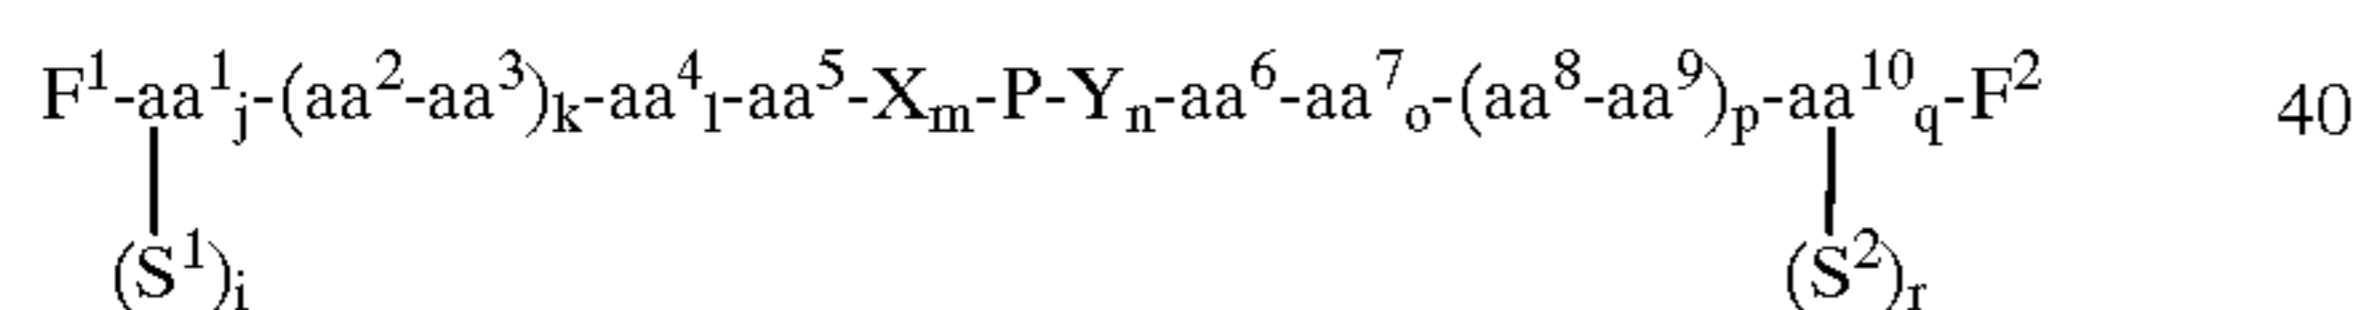 F¹-aa¹ⱼ-(aa²-aa³)ₖ-aa⁴ₗ-aa⁵-Xₘ-P-Yₙ-aa⁶-aa⁷ₒ-(aa⁸-aa⁹)ₚ-aa¹⁰q-F² 40
(S¹)ᵢ (S²)ᵣ